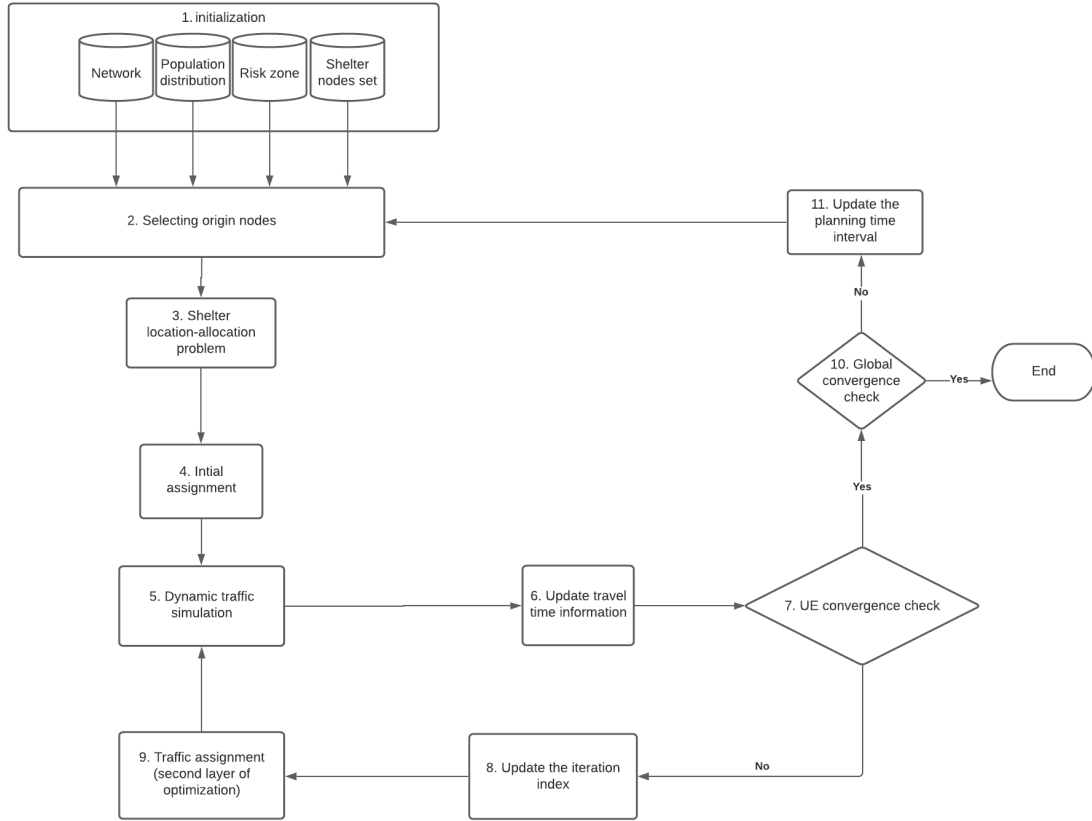 1. initialization
Network
Population
distribution
Risk zone
Shelter
nodes set
2. Selecting origin nodes
11. Update the
planning time
interval
No
3. Shelter
location-allocation
problem
10. Global
convergence
check
Yes
End
4. Intial
assignment
Yes
5. Dynamic traffic
simulation
6. Update travel
time information
7. UE convergence check
9. Traffic assignment
(second layer of
optimization)
8. Update the iteration
index
No